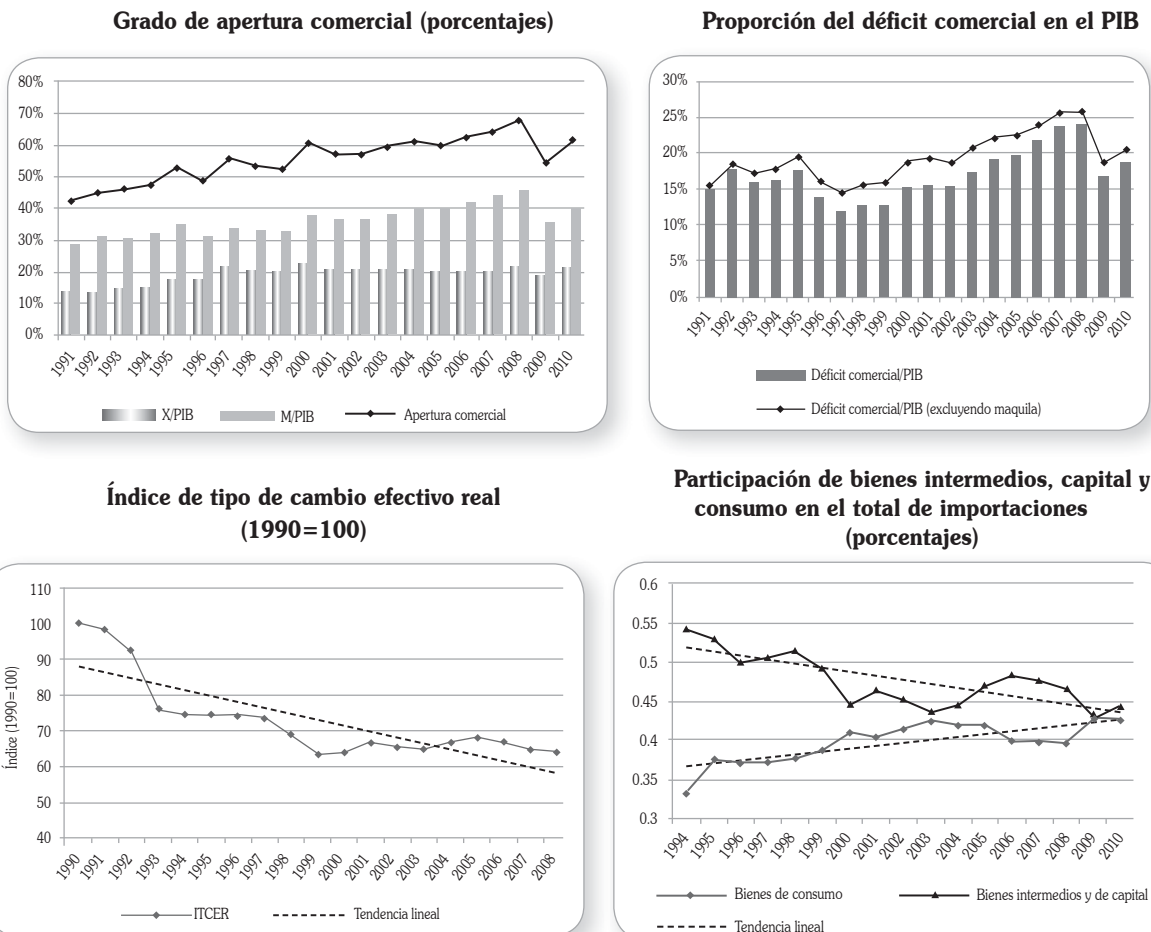 Grado de apertura comercial (porcentajes)
80%
70%
60%
50%
40%
30%
20%
10%
0%
1991 1992 1993 1994 1995 1996 1997 1998 1999 2000 2001 2002 2003 2004 2005 2006 2007 2008 2009 2010
X/PIB M/PIB Apertura comercial
Proporción del déficit comercial en el PIB
30%
25%
20%
15%
10%
5%
0%
1991 1992 1993 1994 1995 1996 1997 1998 1999 2000 2001 2002 2003 2004 2005 2006 2007 2008 2009 2010
Déficit comercial/PIB
Déficit comercial/PIB (excluyendo maquila)
Índice de tipo de cambio efectivo real
(1990=100)
Índice (1990=100)
110
100
90
80
70
60
50
40
1990 1991 1992 1993 1994 1995 1996 1997 1998 1999 2000 2001 2002 2003 2004 2005 2006 2007 2008
ITCER Tendencia lineal
Participación de bienes intermedios, capital y
consumo en el total de importaciones
(porcentajes)
0.6
0.55
0.5
0.45
0.4
0.35
0.3
1994 1995 1996 1997 1998 1999 2000 2001 2002 2003 2004 2005 2006 2007 2008 2009 2010
Bienes de consumo Bienes intermedios y de capital
Tendencia lineal